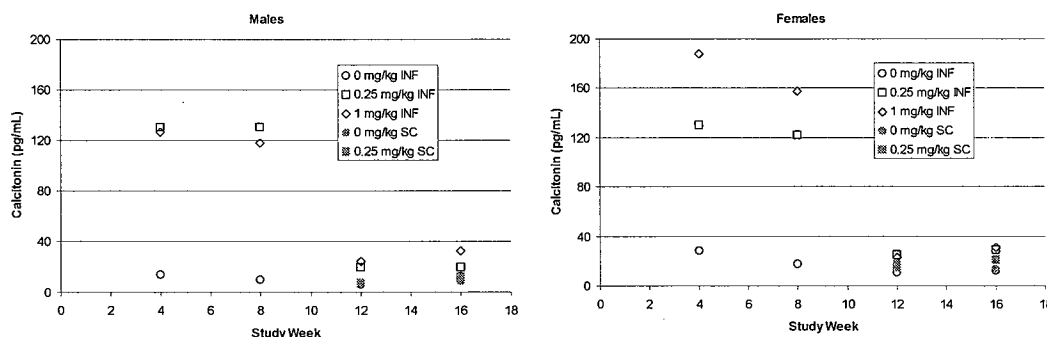 Males
Calcitonin (pg/mL)
200
160
120
80
40
0
0 mg/kg INF
0.25 mg/kg INF
1 mg/kg INF
0 mg/kg SC
0.25 mg/kg SC
0 2 4 6 8 10 12 14 16 18
Study Week
Females
Calcitonin (pg/mL)
200
160
120
80
40
0
0 mg/kg INF
0.25 mg/kg INF
1 mg/kg INF
0 mg/kg SC
0.25 mg/kg SC
0 2 4 6 8 10 12 14 16 18
Study Week